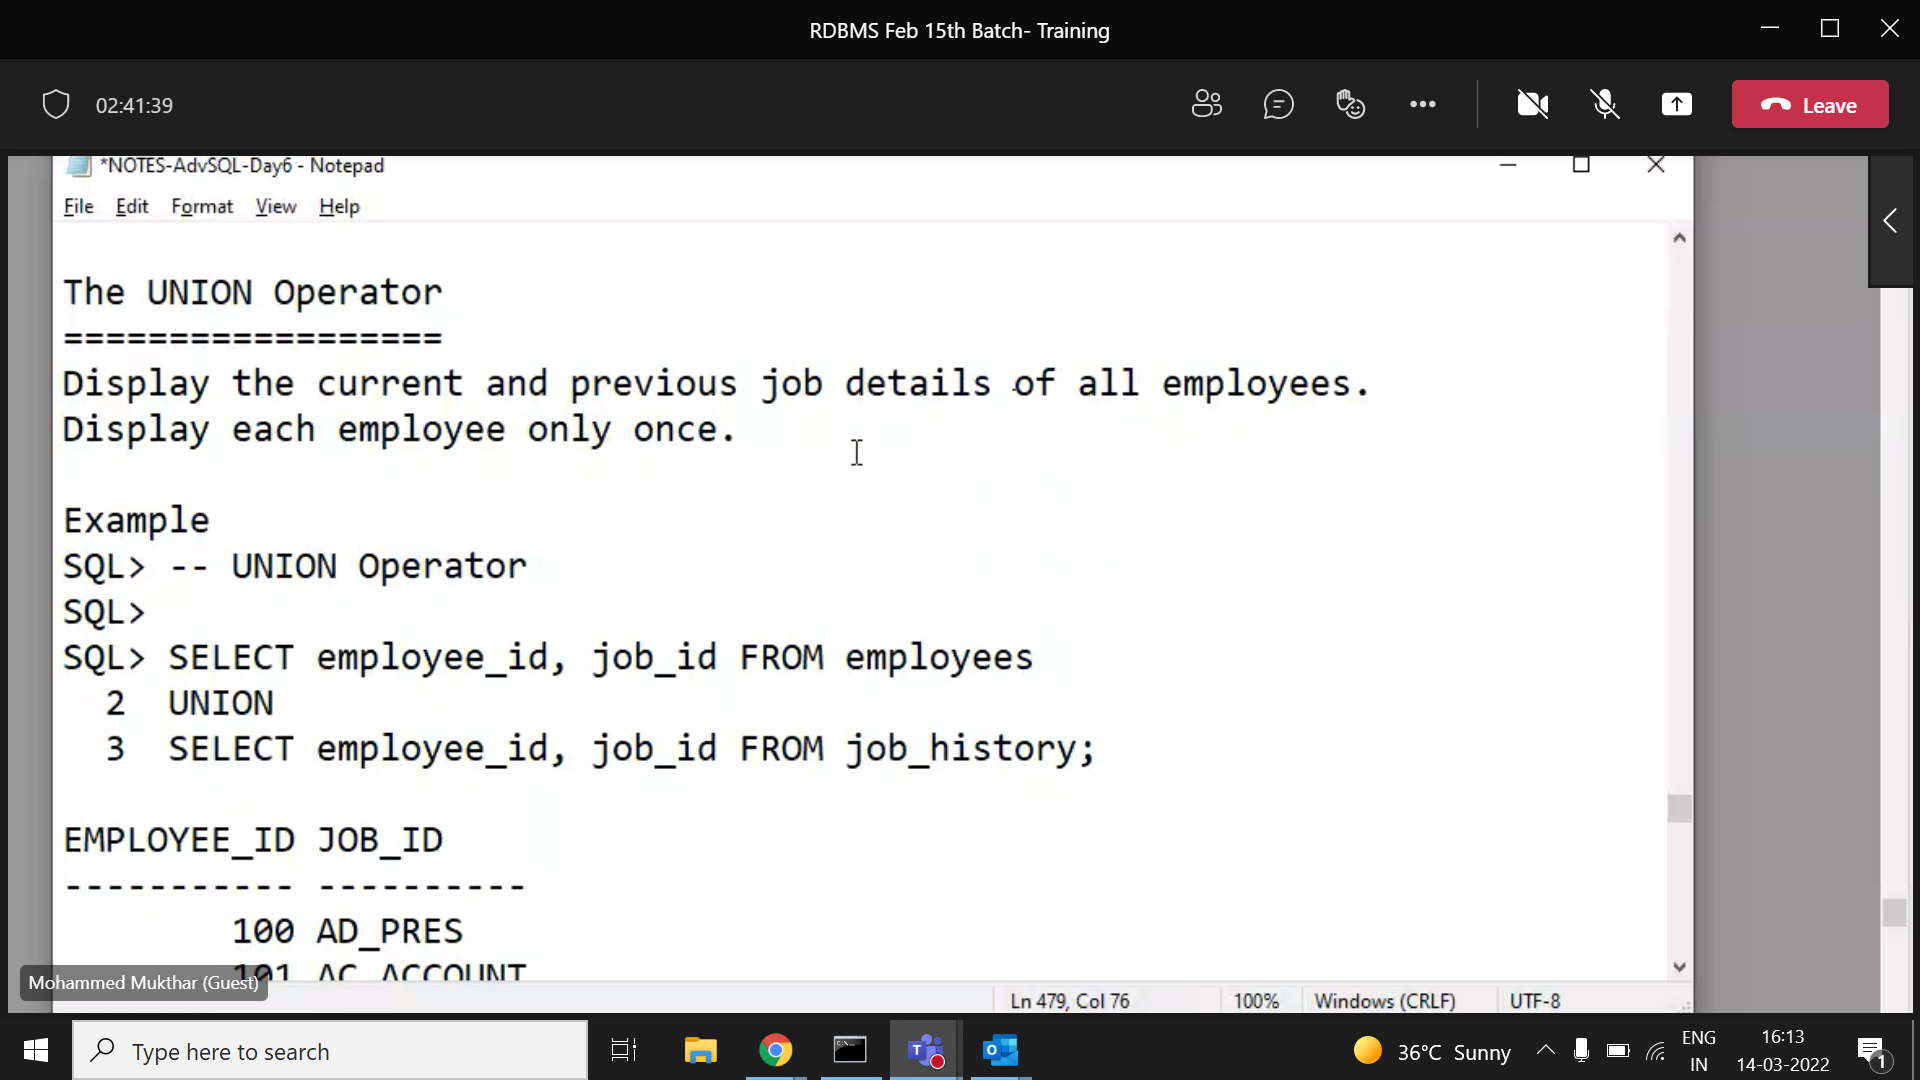 RDBMS Feb 15th Batch- Training
02:41:39
Leave
*NOTES-AdvSQL-Day6 - Notepad
File Edit Format View Help
The UNION Operator
==================
Display the current and previous job details of all employees.
Display each employee only once.
Example
SQL> -- UNION Operator
SQL>
SQL> SELECT employee_id, job_id FROM employees
2 UNION
3 SELECT employee_id, job_id FROM job_history;
EMPLOYEE_ID JOB_ID
----------- ----------
100 AD_PRES
101 AC_ACCOUNT
Mohammed Mukthar (Guest)
Ln 479, Col 76 100% Windows (CRLF) UTF-8
Type here to search
36°C Sunny
ENG
IN
16:13
14-03-2022
1